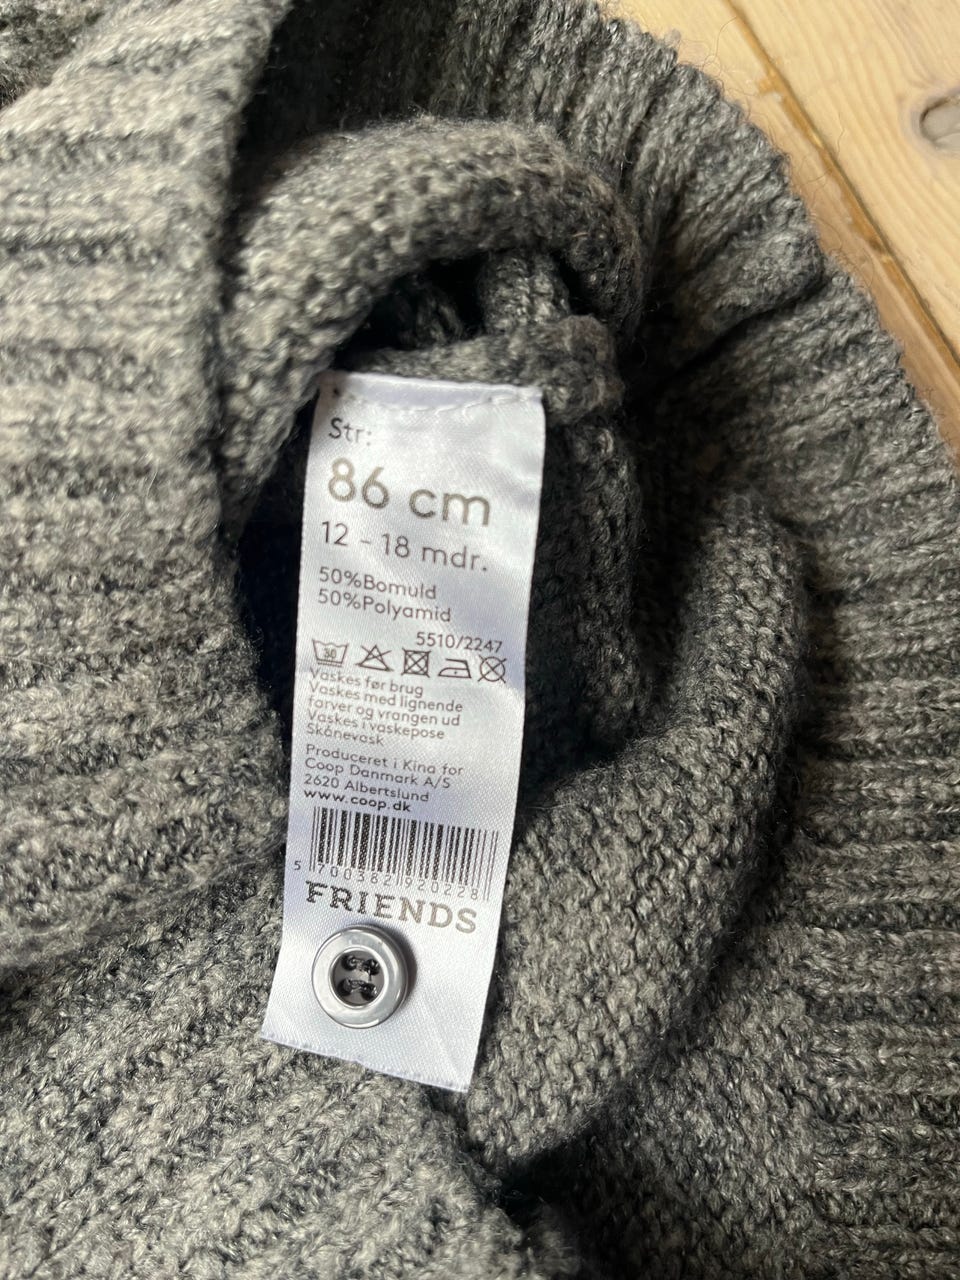 Str:
86 cm
12 - 18 mdr.
50%Bomuld
50%Polyamid
5510/2247
30
Vaskes før brug
Vaskes med lignende
farver og vrangen ud
Vaskes i vaskepose
Skånevask
Produceret i Kina for
Coop Danmark A/S
2620 Albertslund
www.coop.dk
5 700382 920228
FRIENDS